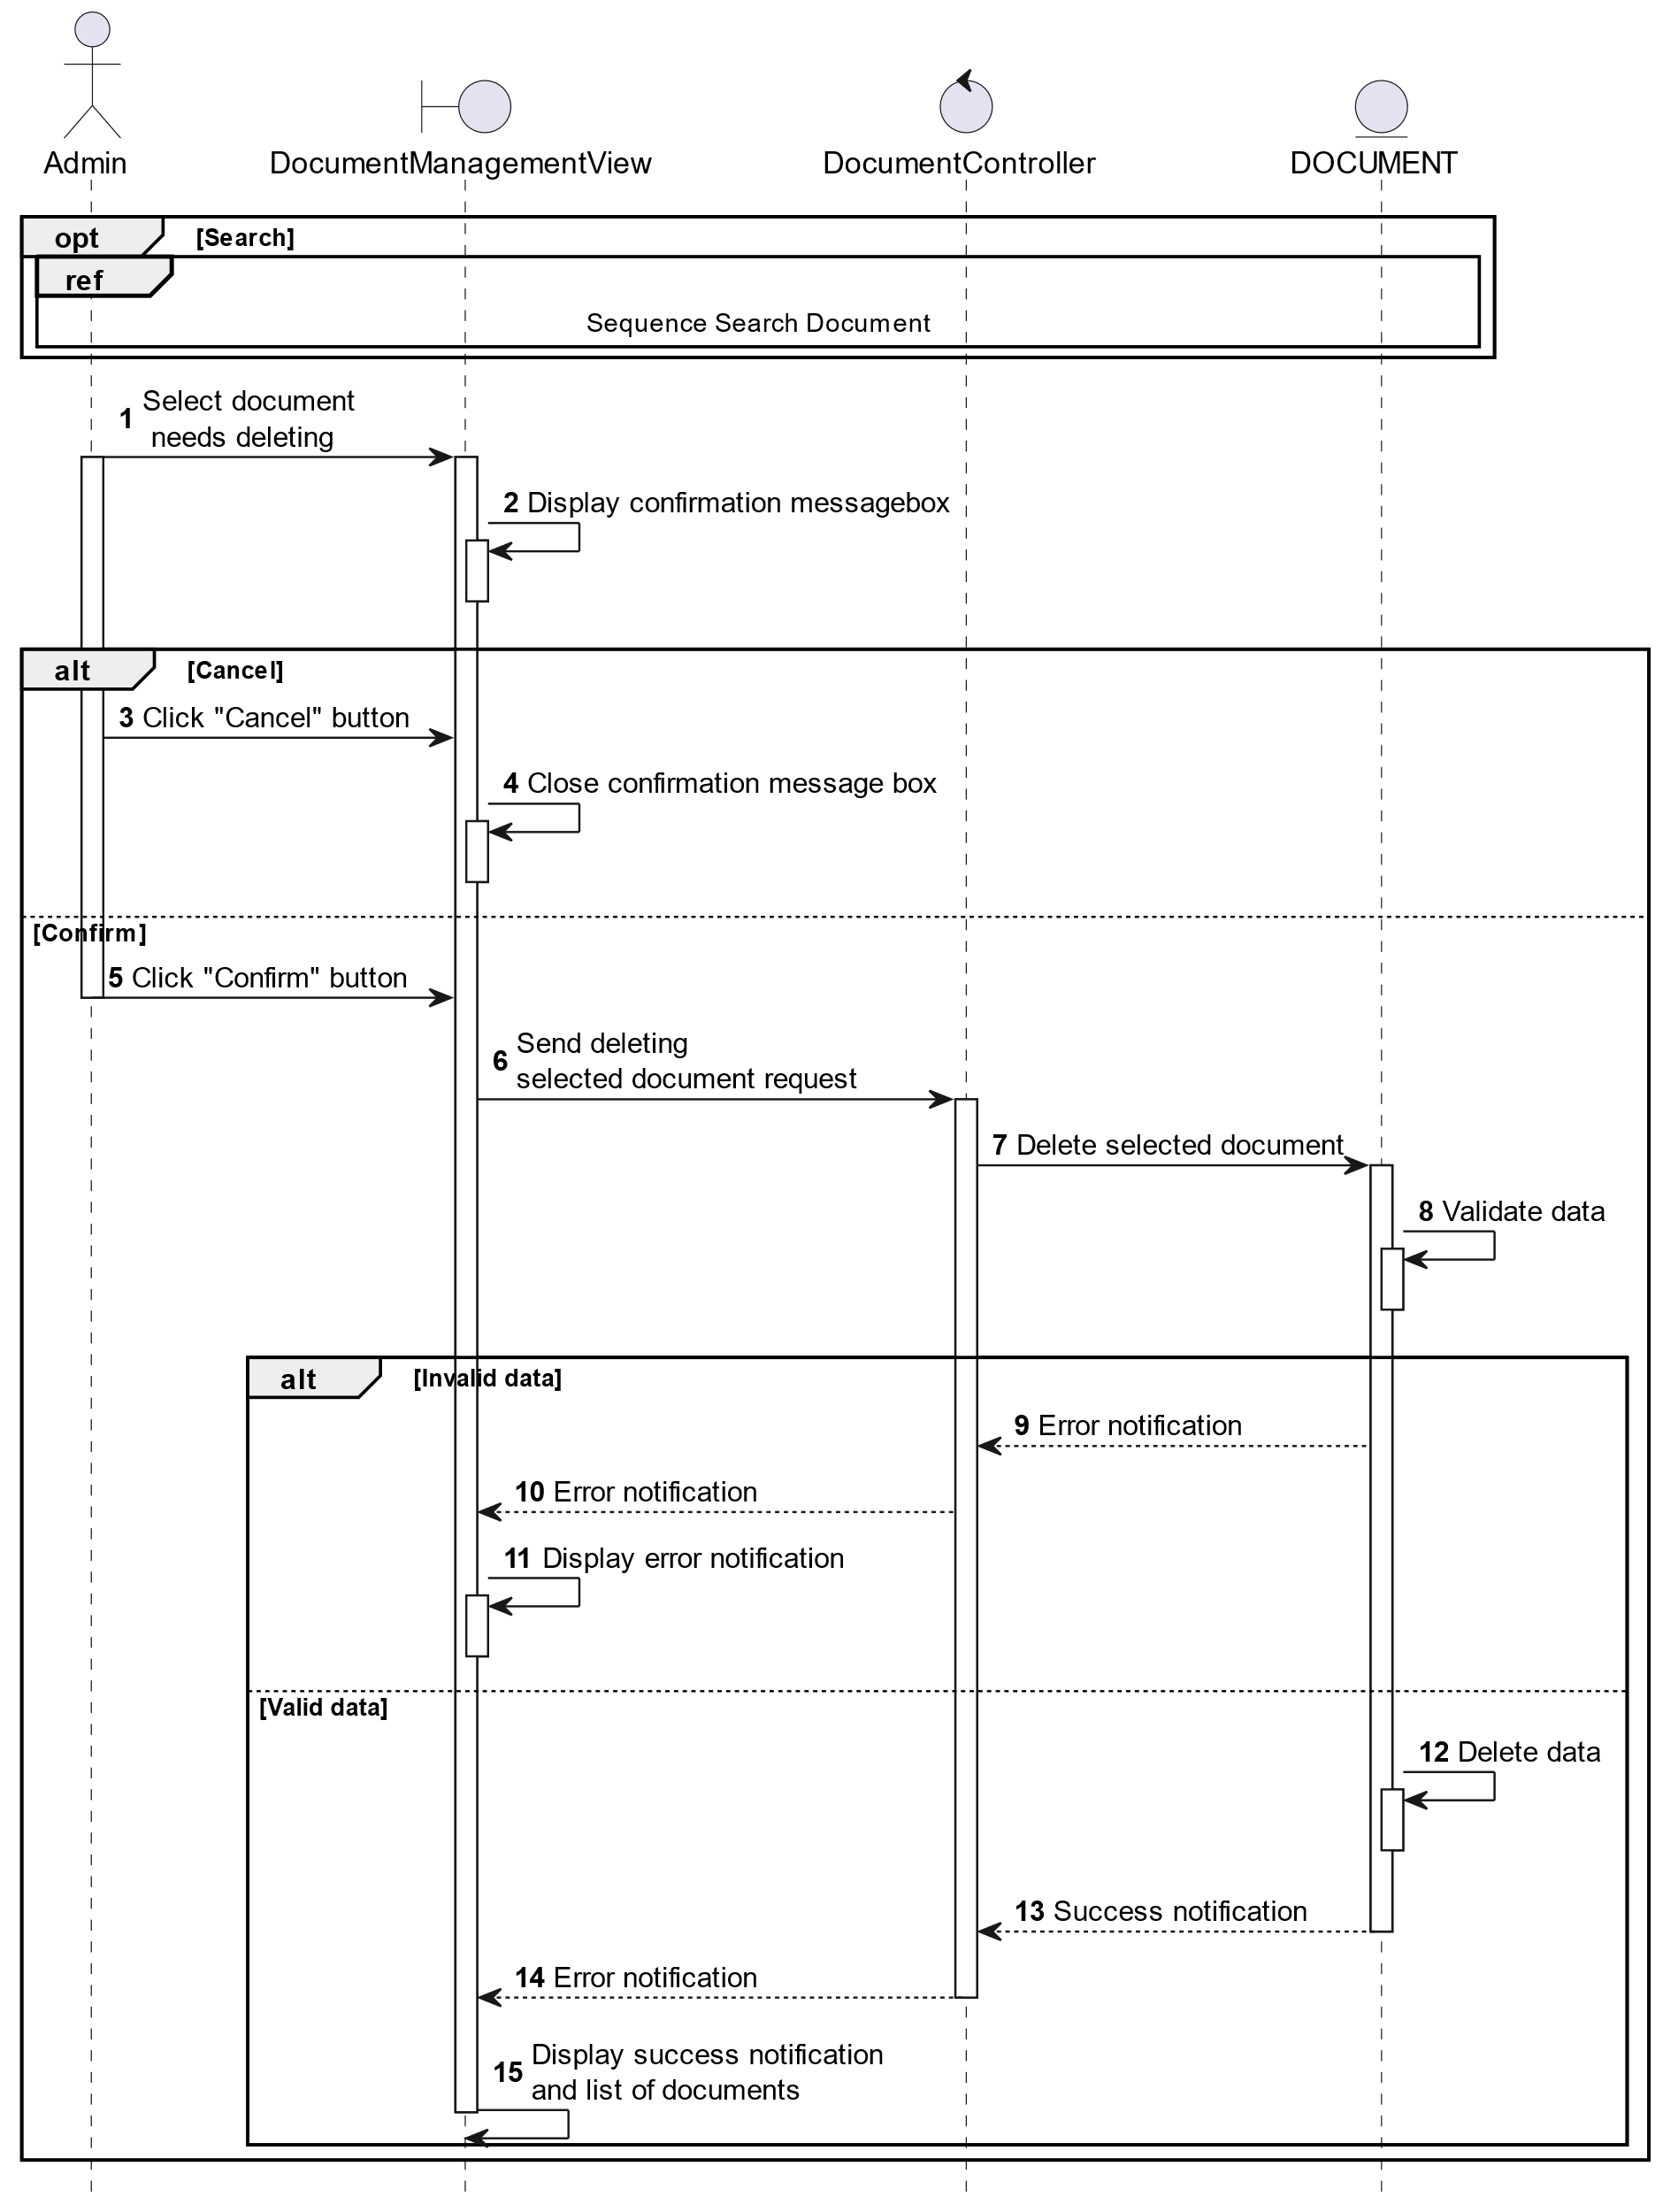 Admin
DocumentManagementView
DocumentController
DOCUMENT
opt
[Search]
ref
Sequence Search Document
1 Select document
needs deleting
2 Display confirmation messagebox
alt
[Cancel]
3 Click "Cancel" button
4 Close confirmation message box
[Confirm]
5 Click "Confirm" button
6 Send deleting
selected document request
7 Delete selected document
8 Validate data
alt
[Invalid data]
9 Error notification
10 Error notification
11 Display error notification
[Valid data]
12 Delete data
13 Success notification
14 Error notification
15 Display success notification
and list of documents